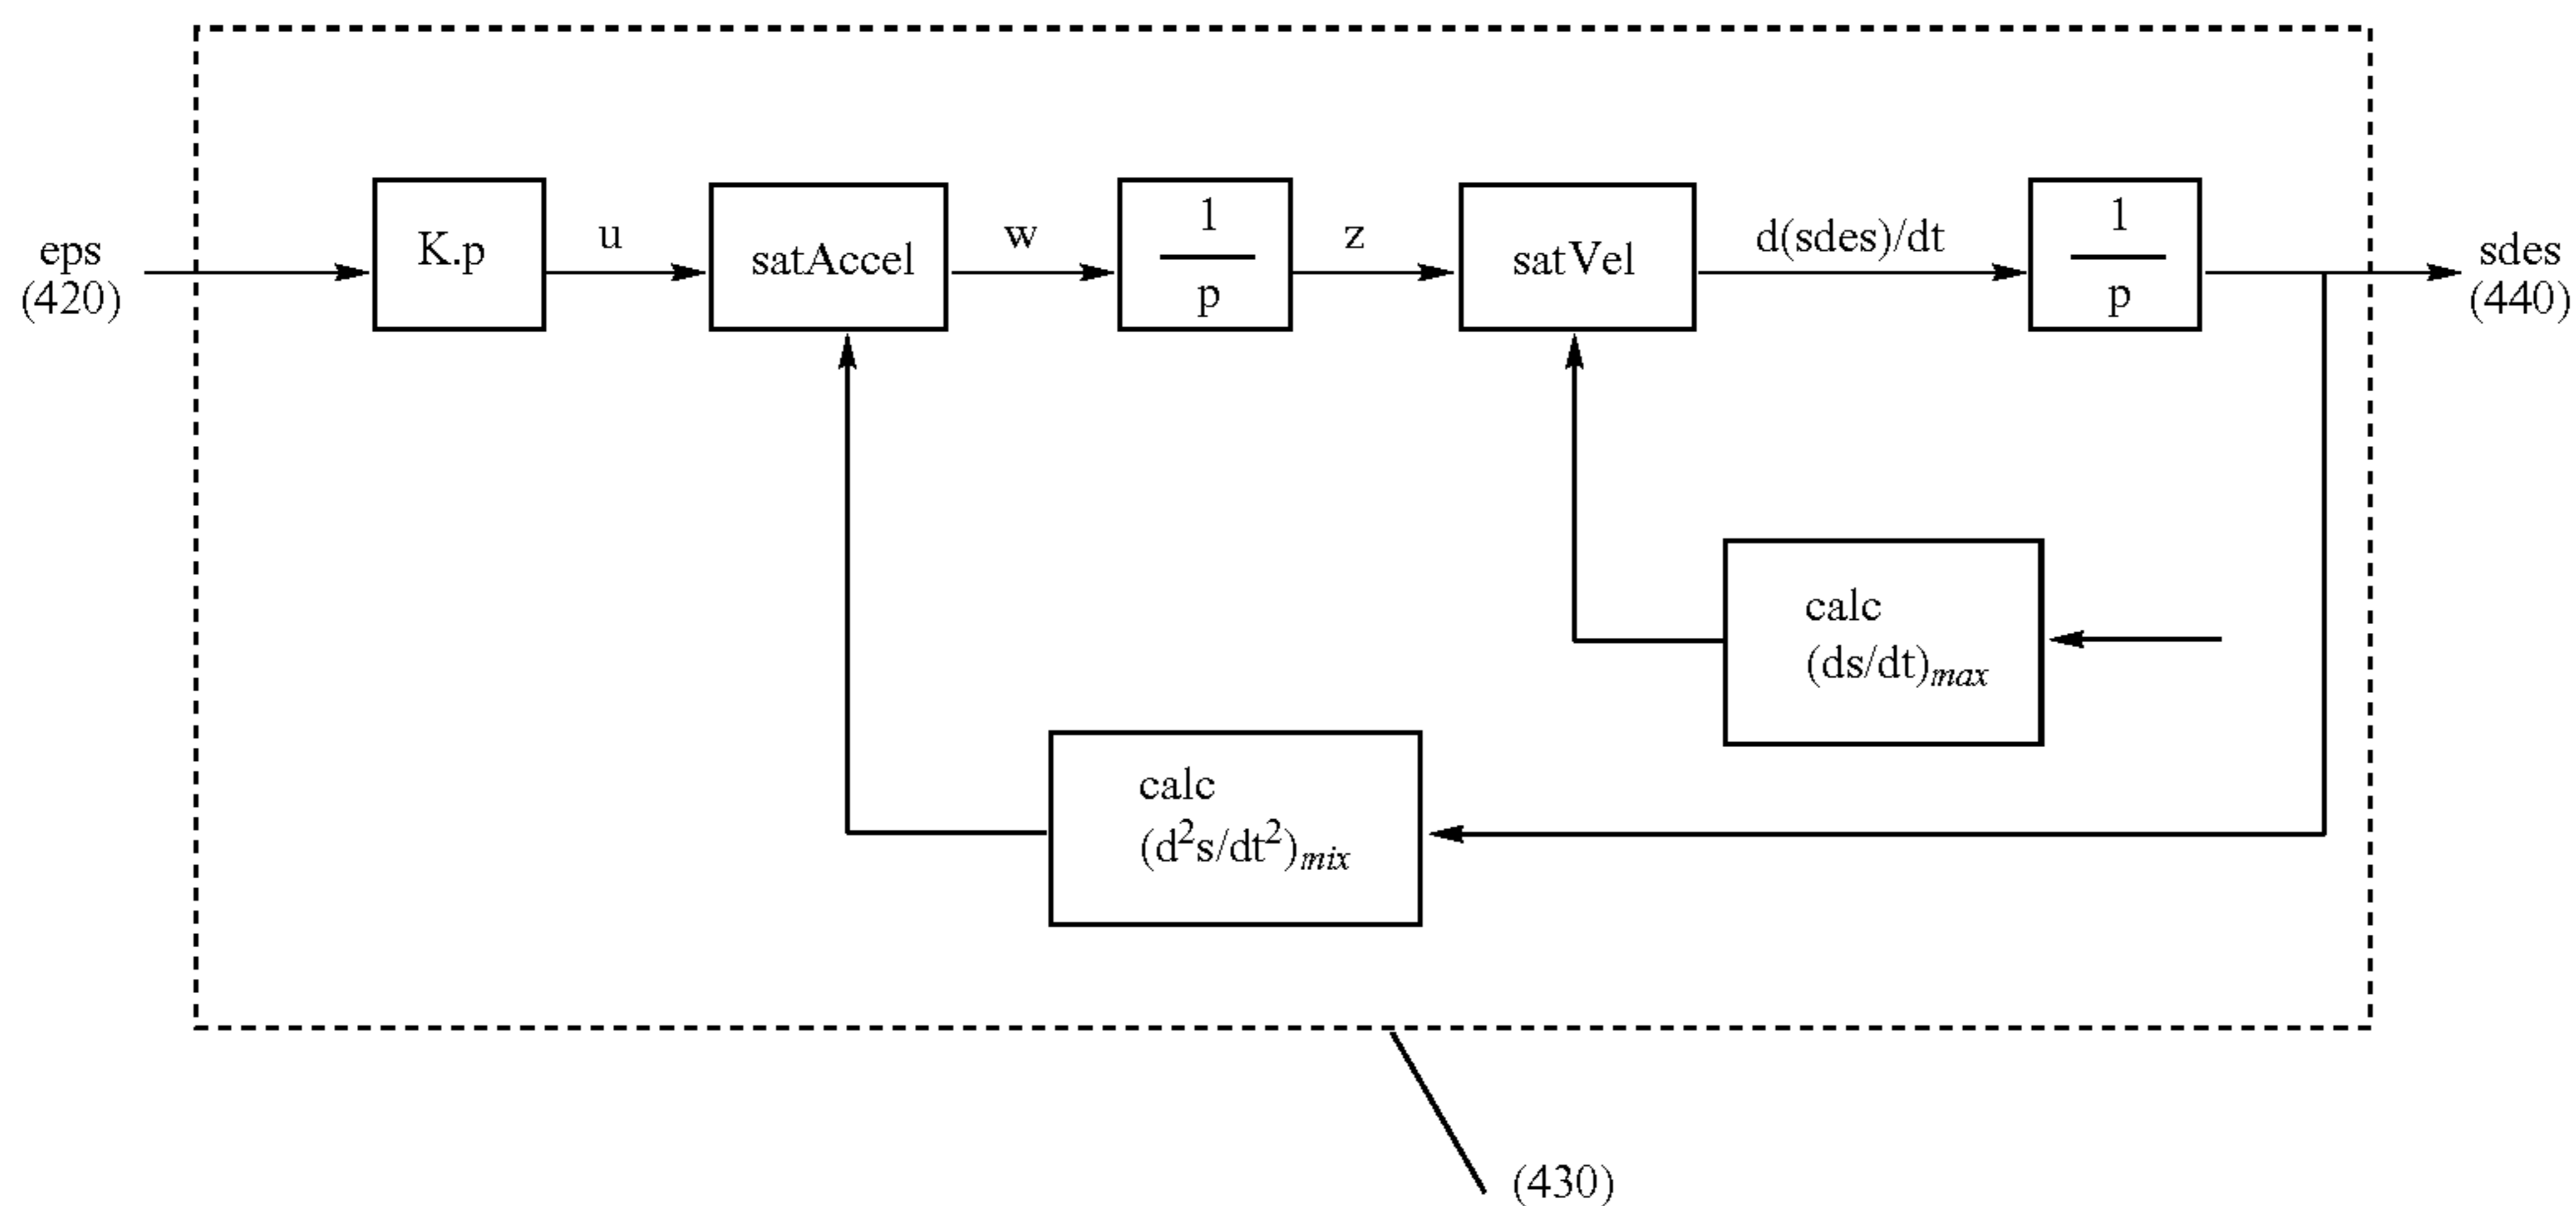 eps
(420)
K.p
u
satAccel
w
1
p
z
satVel
d(sdes)/dt
1
p
sdes
(440)
calc
(ds/dt)max
calc
(d²s/dt²)mix
(430)